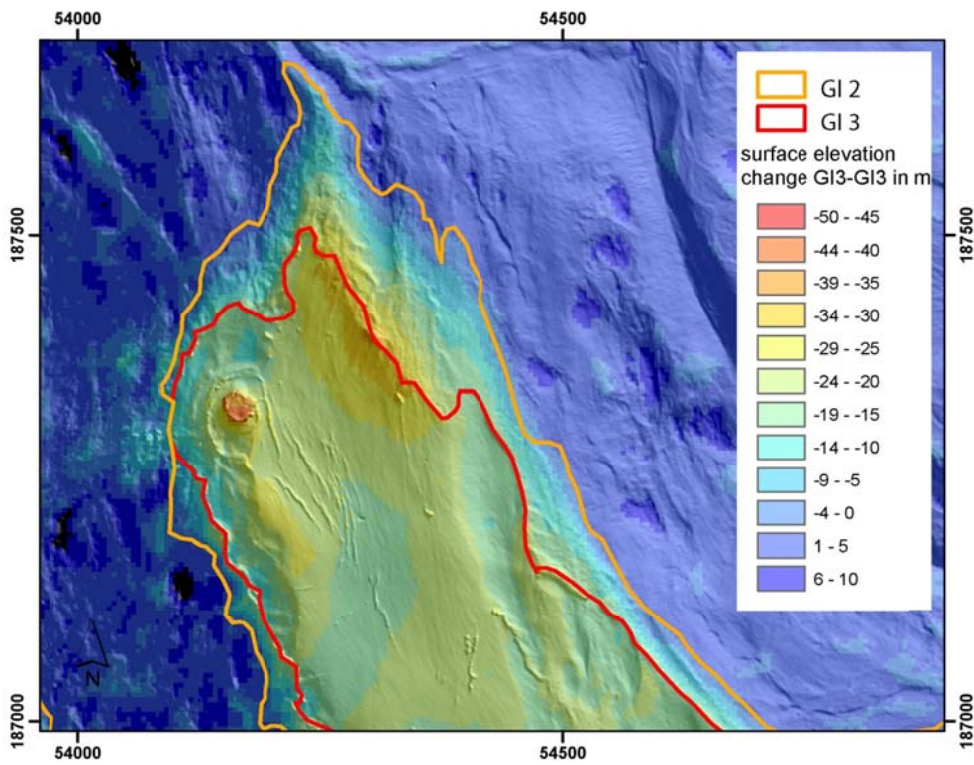 54000 54500
GI 2
GI 3
surface elevation
change GI3-GI3 in m
-50 - -45
-44 - -40
-39 - -35
-34 - -30
-29 - -25
-24 - -20
-19 - -15
-14 - -10
-9 - -5
-4 - 0
1 - 5
6 - 10
187500 187500
N
187000 187000
54000 54500